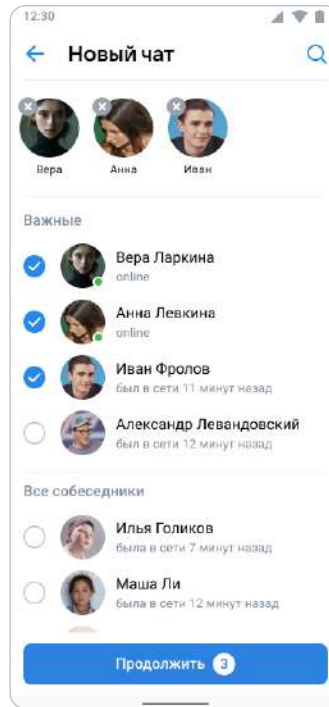 12:30
Новый чат
Вера Анна Иван
Важные
Вера Ларкина
online
Анна Левкина
online
Иван Фролов
был в сети 11 минут назад
Александр Левандовский
был в сети 12 минут назад
Все собеседники
Илья Голиков
была в сети 7 минут назад
Маша Ли
была в сети 12 минут назад
Продолжить 3